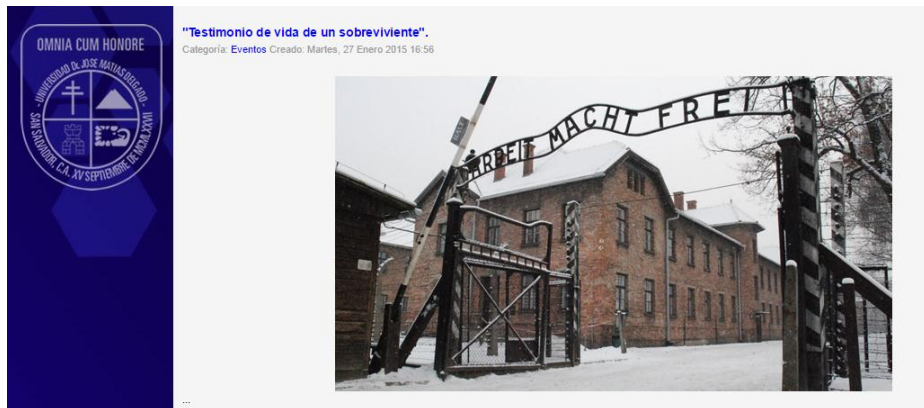 OMNIA CUM HONORE
UNIVERSIDAD Dr. JOSE MATIAS DELGADO
SAN SALVADOR, C.A. XV SEPTIEMBRE DE MCMLXXVII
"Testimonio de vida de un sobreviviente".
Categoría: Eventos Creado: Martes, 27 Enero 2015 16:56
ARBEIT MACHT FREI
...